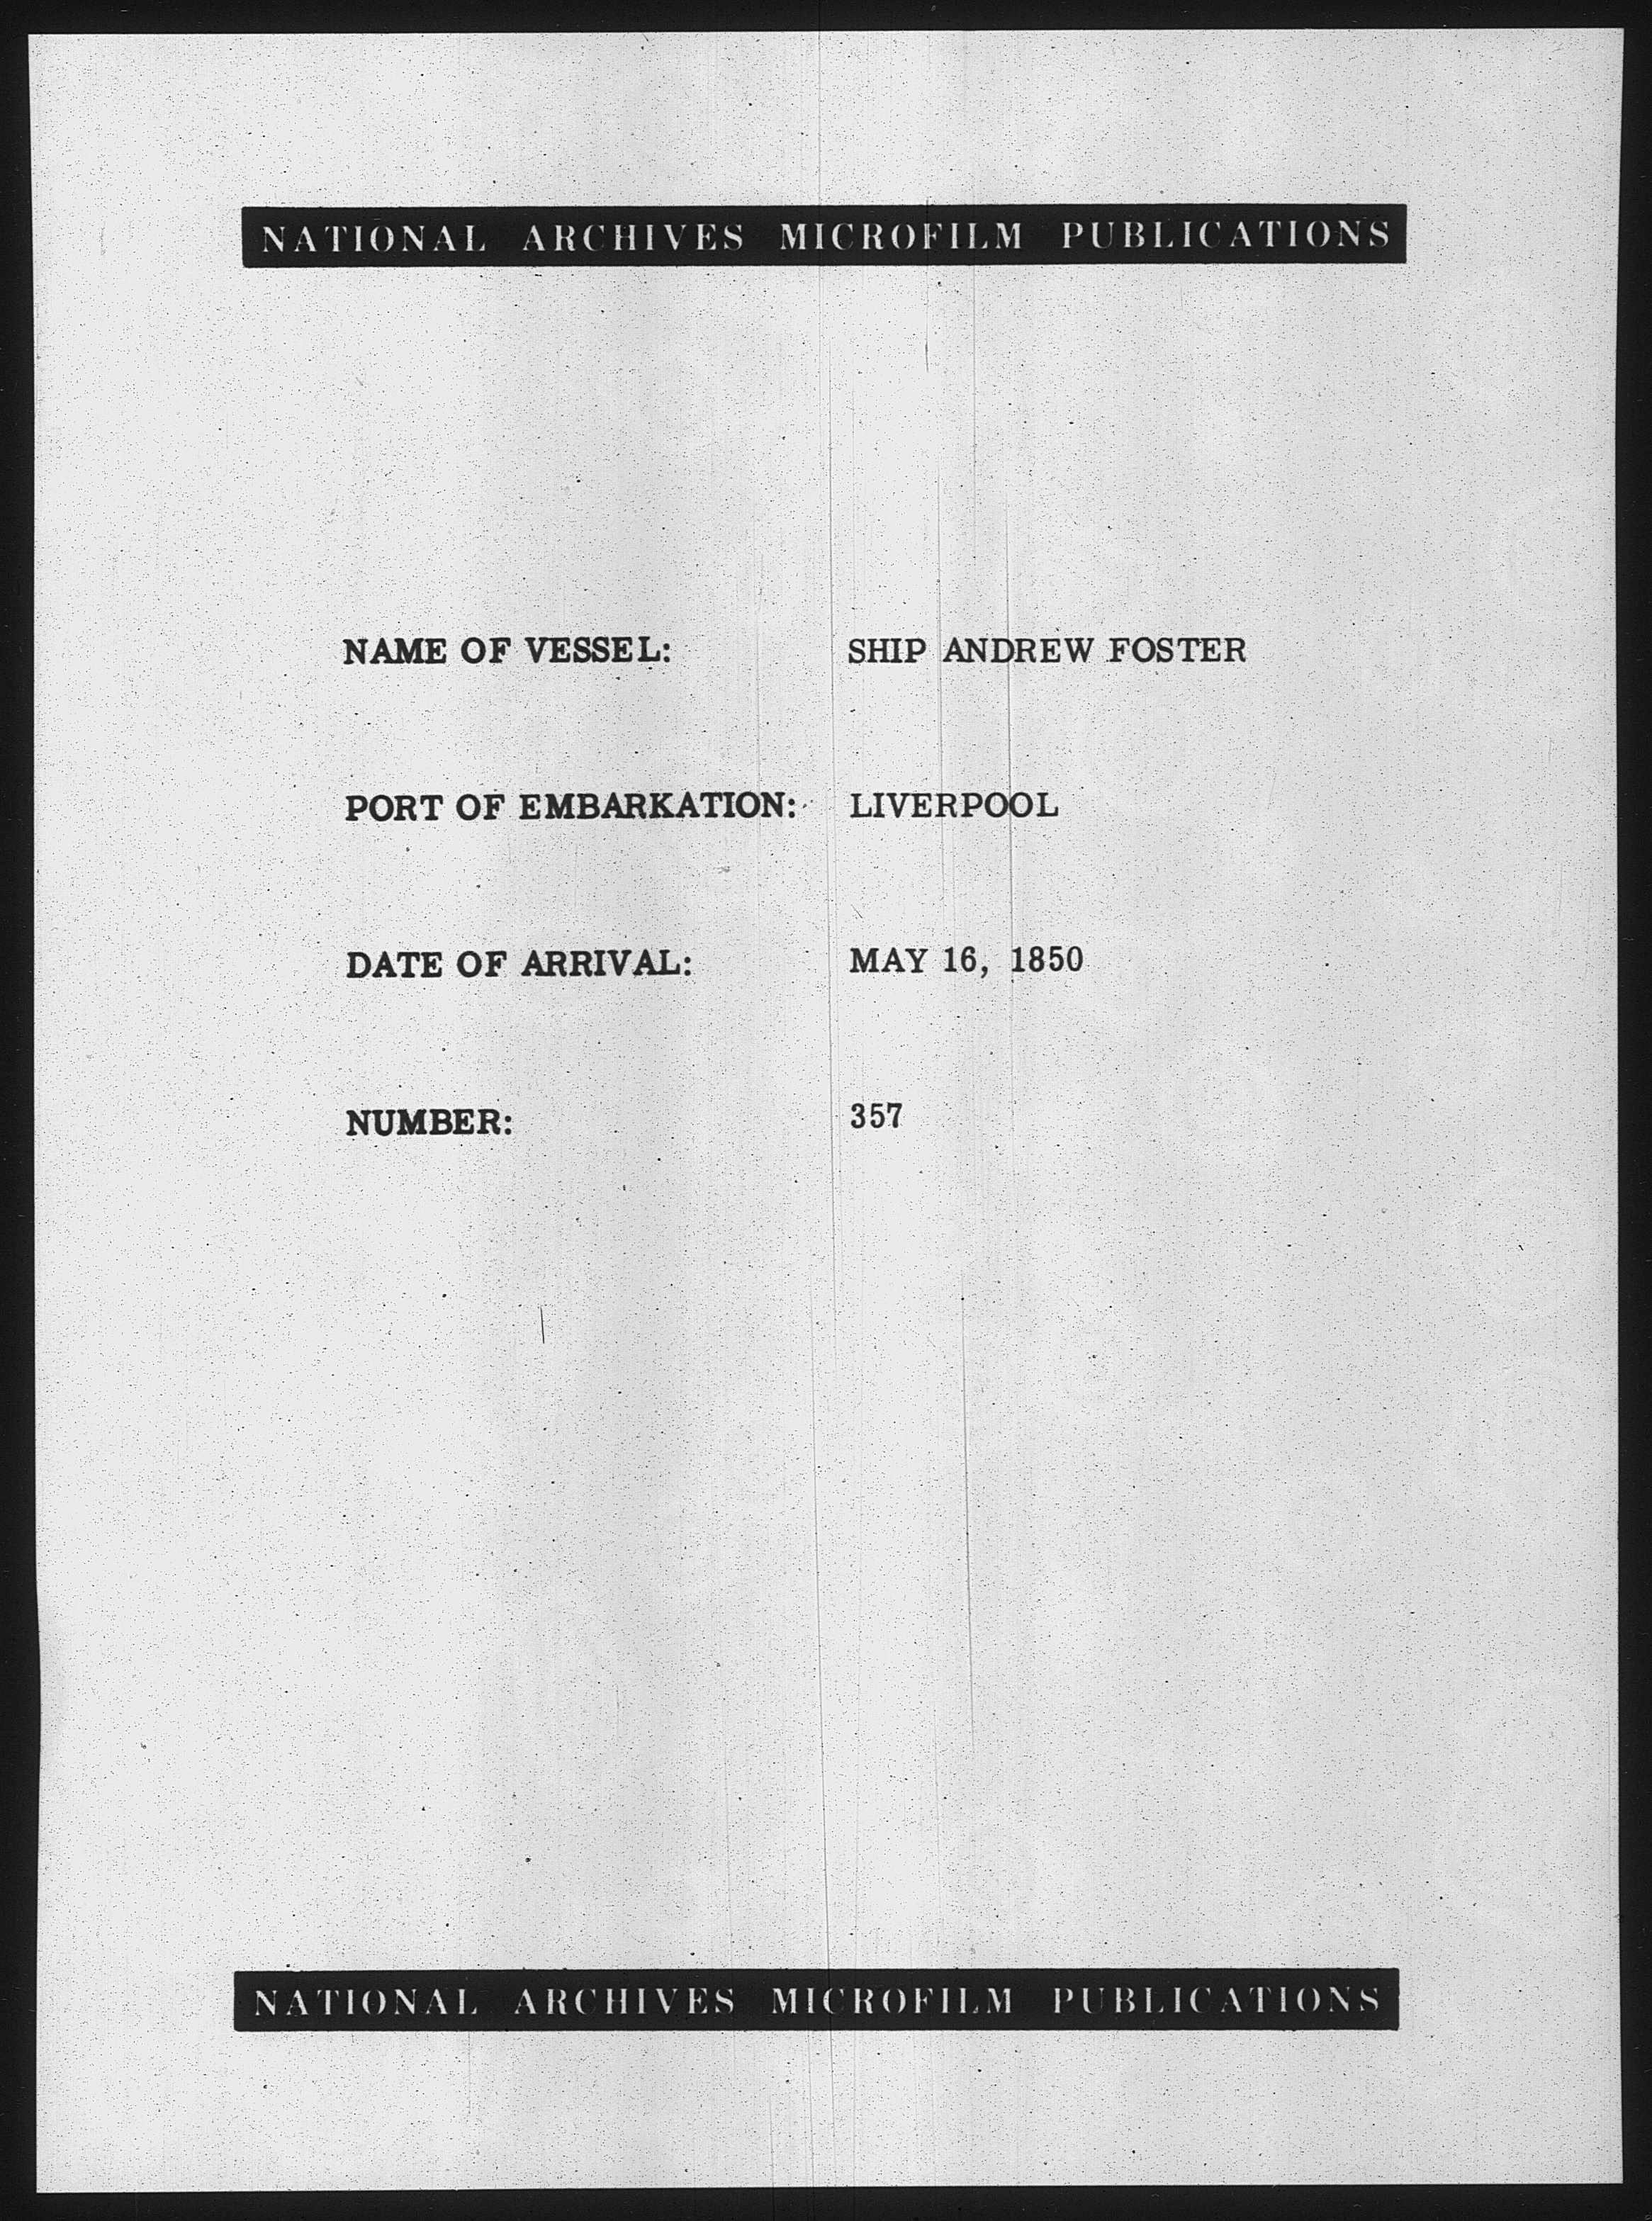 NATIONAL ARCHIVES MICROFILM PUBLICATIONS
NAME OF VESSEL: SHIP ANDREW FOSTER
PORT OF EMBARKATION: LIVERPOOL
DATE OF ARRIVAL: MAY 16, 1850
NUMBER: 357
NATIONAL ARCHIVES MICROFILM PUBLICATIONS